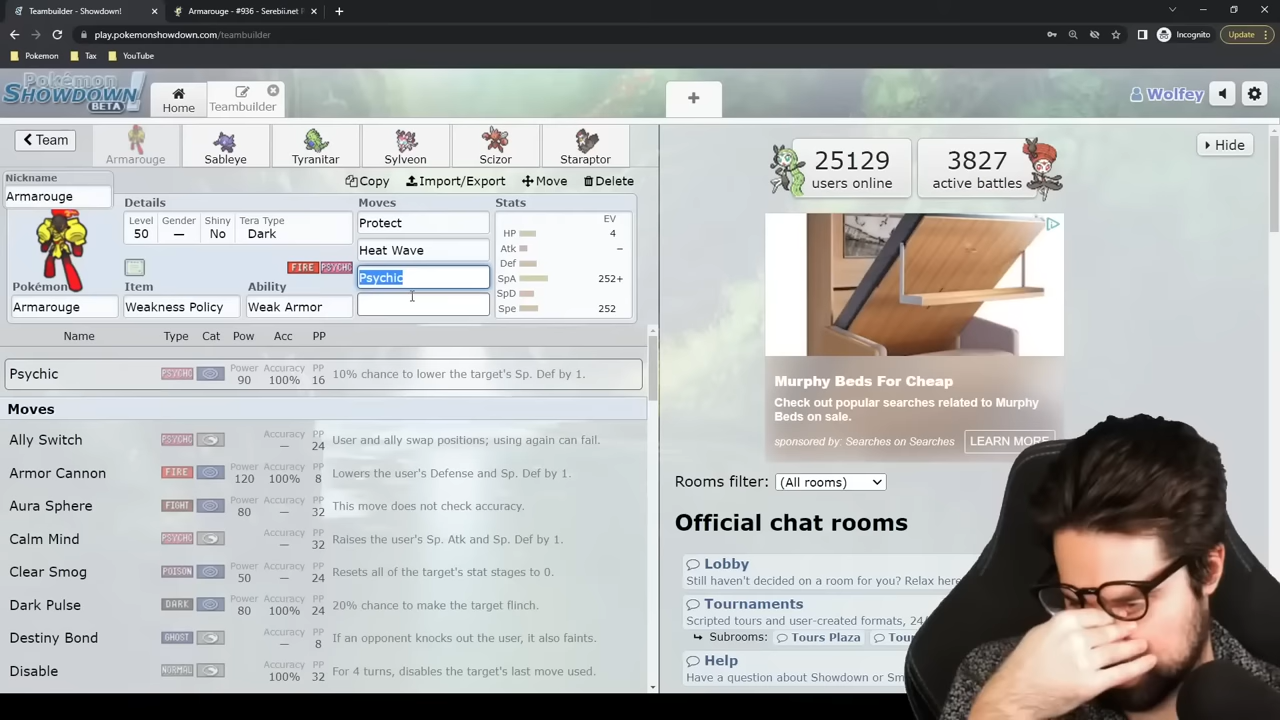 Teambuilder - Showdown!
Armarouge - #936 - Serebii.net
play.pokemonshowdown.com/teambuilder
Incognito
Update
Pokemon
Tax
YouTube
Pokémon
Showdown!
BETA
Home
Teambuilder
+
Wolfey
Team
Armarouge
Sableye
Tyranitar
Sylveon
Scizor
Staraptor
Nickname
Armarouge
Copy
Import/Export
Move
Delete
Details
Moves
Stats
Level
Gender
Shiny
Tera Type
50
—
No
Dark
Protect
Heat Wave
Psychic
EV
HP 4
Atk –
Def
SpA 252+
SpD
Spe 252
FIRE PSYCHC
Pokémon
Item
Ability
Armarouge
Weakness Policy
Weak Armor
Name Type Cat Pow Acc PP
Psychic PSYCHC Power 90 Accuracy 100% PP 16 10% chance to lower the target's Sp. Def by 1.
Moves
Ally Switch PSYCHC Accuracy — PP 24 User and ally swap positions; using again can fail.
Armor Cannon FIRE Power 120 Accuracy 100% PP 8 Lowers the user's Defense and Sp. Def by 1.
Aura Sphere FIGHT Power 80 Accuracy — PP 32 This move does not check accuracy.
Calm Mind PSYCHC Accuracy — PP 32 Raises the user's Sp. Atk and Sp. Def by 1.
Clear Smog POISON Power 50 Accuracy — PP 24 Resets all of the target's stat stages to 0.
Dark Pulse DARK Power 80 Accuracy 100% PP 24 20% chance to make the target flinch.
Destiny Bond GHOST Accuracy — PP 8 If an opponent knocks out the user, it also faints.
Disable NORMAL Accuracy 100% PP 32 For 4 turns, disables the target's last move used.
25129
users online
3827
active battles
Hide
Murphy Beds For Cheap
Check out popular searches related to Murphy
Beds on sale.
sponsored by: Searches on Searches
LEARN MORE
Rooms filter: (All rooms)
Official chat rooms
Lobby
Still haven't decided on a room for you? Relax here
Tournaments
Scripted tours and user-created formats, 24/
Subrooms: Tours Plaza
Help
Have a question about Showdown or Sm